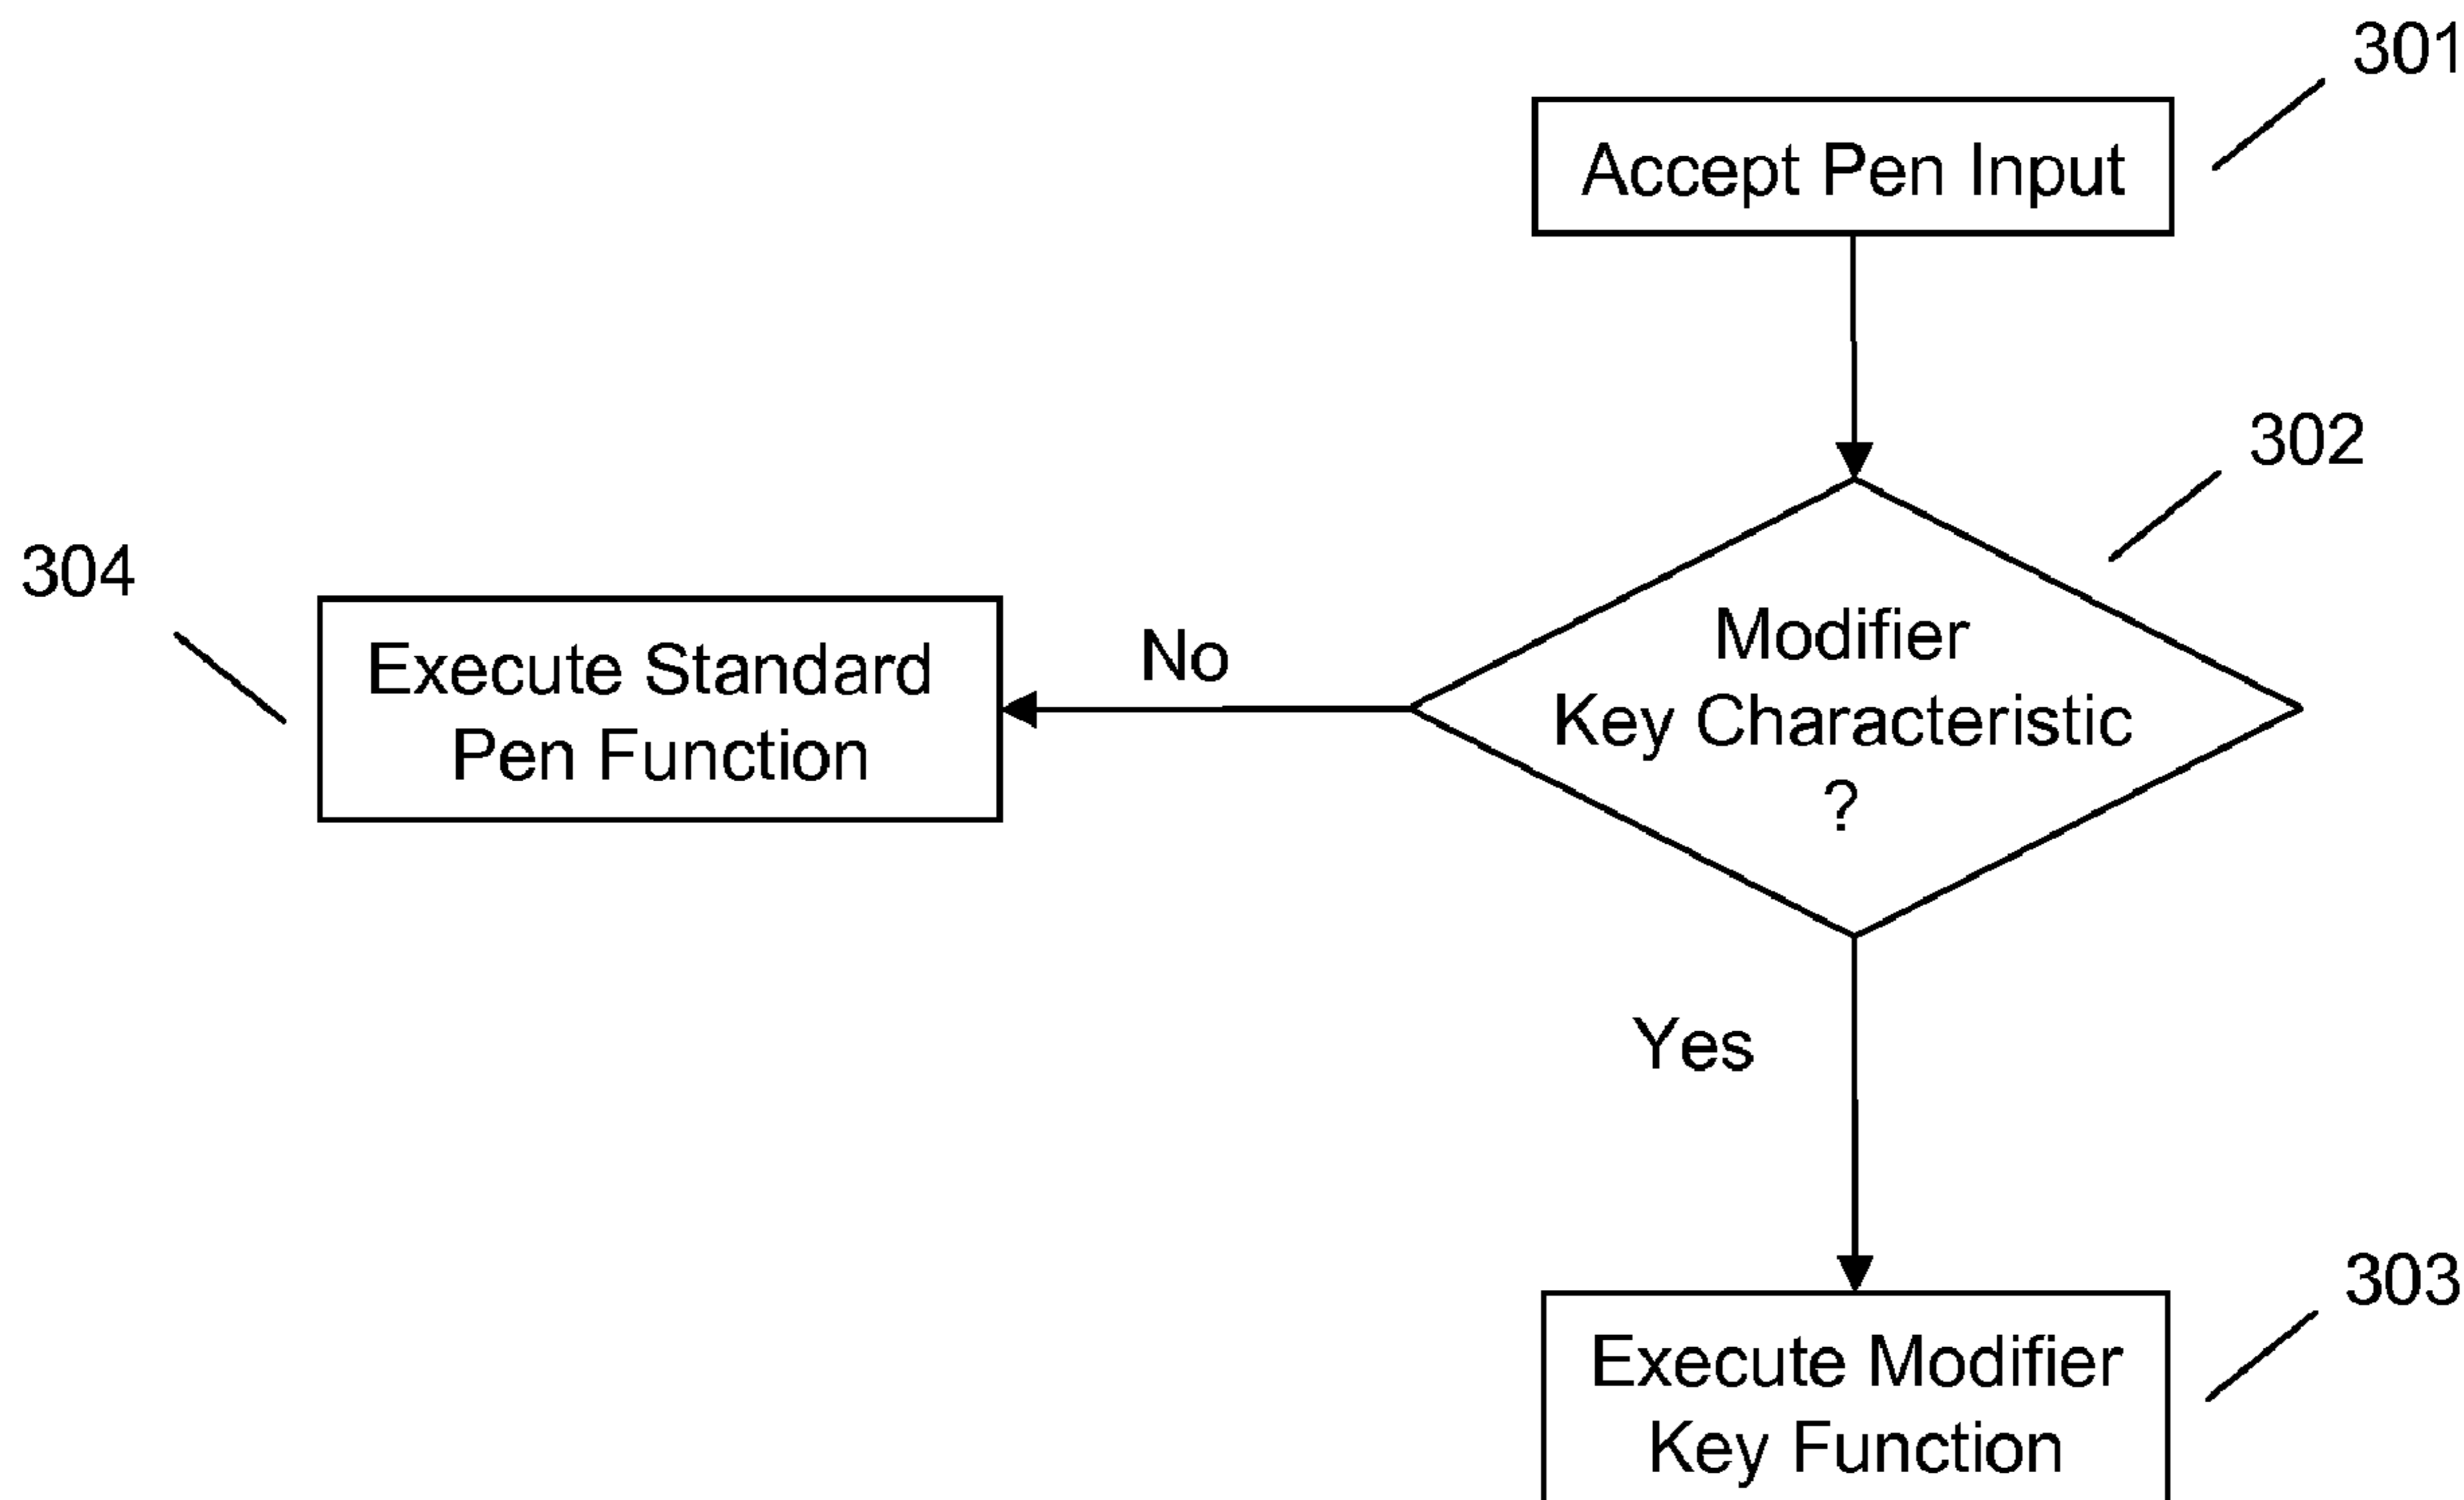 301
Accept Pen Input
302
Modifier
Key Characteristic
?
No
304
Execute Standard
Pen Function
Yes
303
Execute Modifier
Key Function